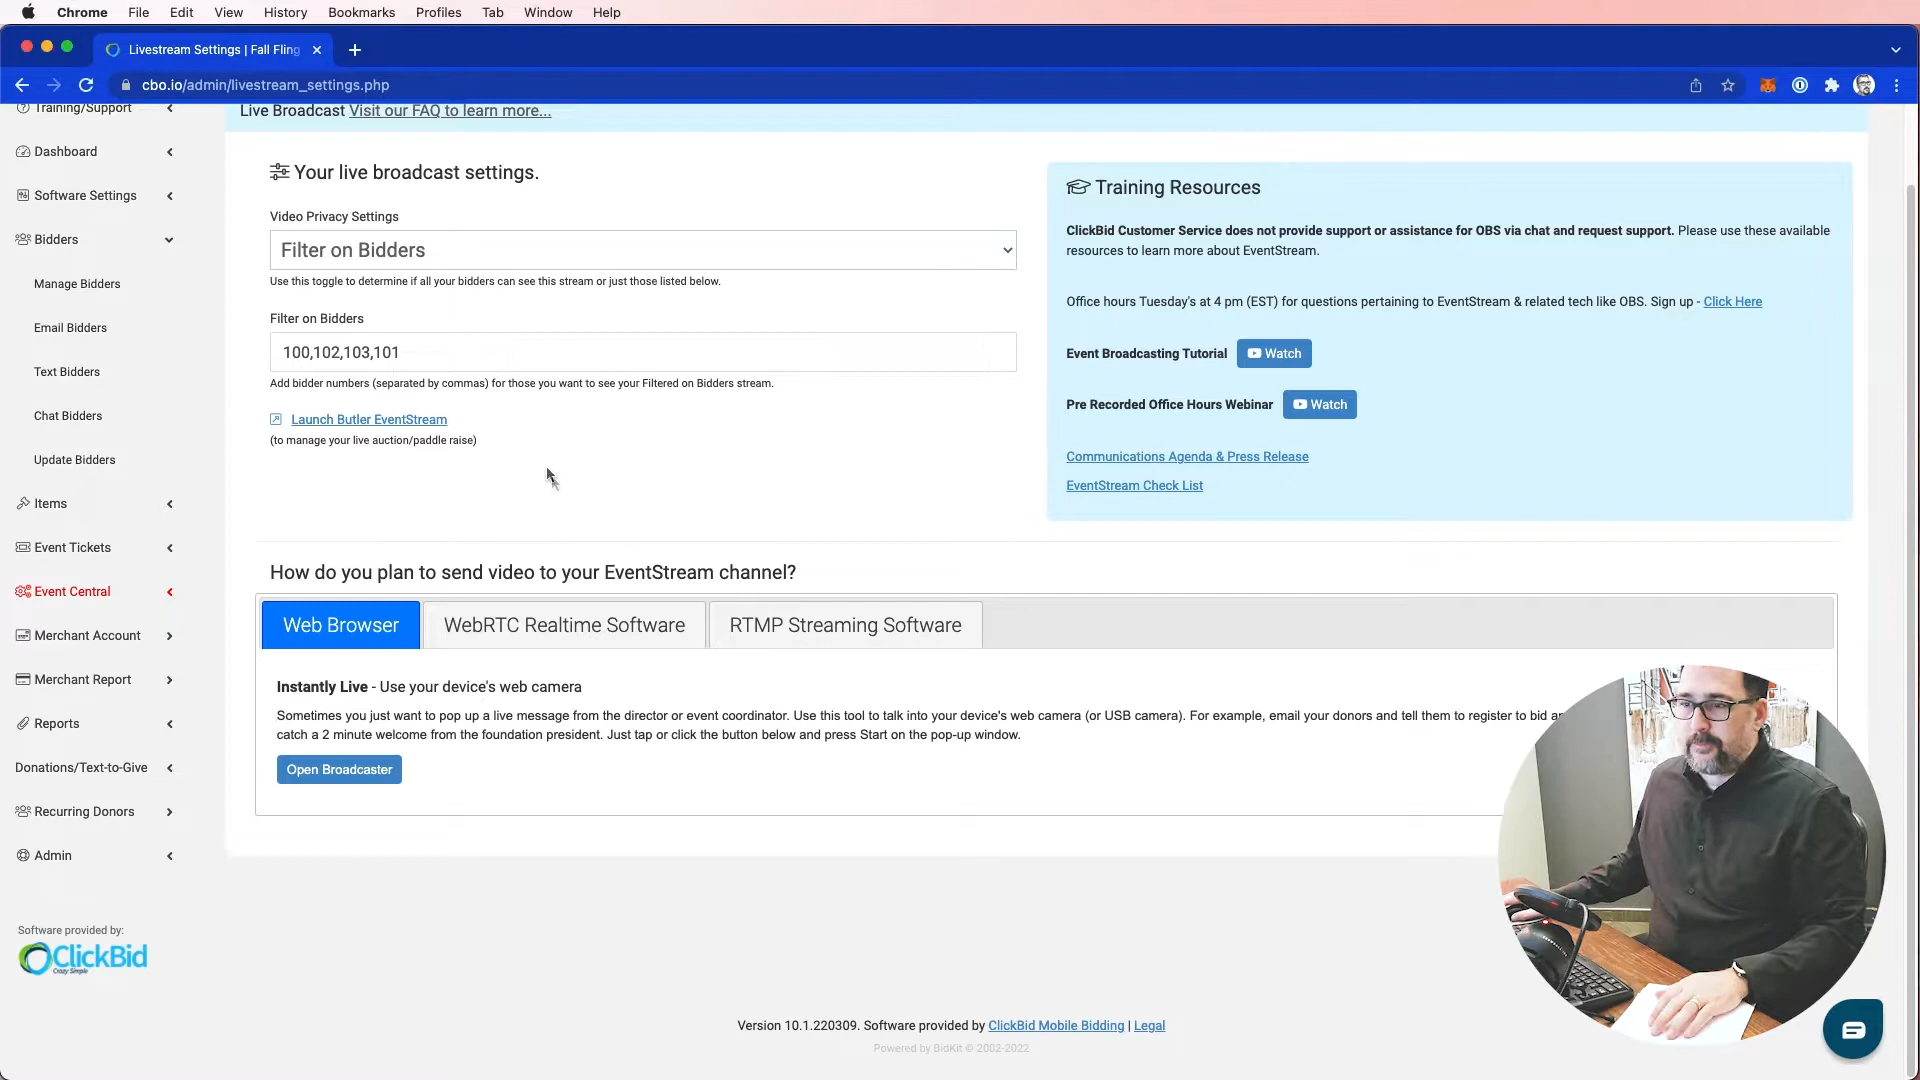 Chrome File Edit View History Bookmarks Profiles Tab Window Help
Livestream Settings | Fall Fling
cbo.io/admin/livestream_settings.php
Training/Support
Dashboard
Software Settings
Bidders
Manage Bidders
Email Bidders
Text Bidders
Chat Bidders
Update Bidders
Items
Event Tickets
Event Central
Merchant Account
Merchant Report
Reports
Donations/Text-to-Give
Recurring Donors
Admin
Software provided by:
ClickBid
Crazy Simple
Live Broadcast Visit our FAQ to learn more...
Your live broadcast settings.
Video Privacy Settings
Filter on Bidders
Use this toggle to determine if all your bidders can see this stream or just those listed below.
Filter on Bidders
100,102,103,101
Add bidder numbers (separated by commas) for those you want to see your Filtered on Bidders stream.
Launch Butler EventStream
(to manage your live auction/paddle raise)
Training Resources
ClickBid Customer Service does not provide support or assistance for OBS via chat and request support. Please use these available
resources to learn more about EventStream.
Office hours Tuesday's at 4 pm (EST) for questions pertaining to EventStream & related tech like OBS. Sign up - Click Here
Event Broadcasting Tutorial Watch
Pre Recorded Office Hours Webinar Watch
Communications Agenda & Press Release
EventStream Check List
How do you plan to send video to your EventStream channel?
Web Browser WebRTC Realtime Software RTMP Streaming Software
Instantly Live - Use your device's web camera
Sometimes you just want to pop up a live message from the director or event coordinator. Use this tool to talk into your device's web camera (or USB camera). For example, email your donors and tell them to register to bid
catch a 2 minute welcome from the foundation president. Just tap or click the button below and press Start on the pop-up window.
Open Broadcaster
Version 10.1.220309. Software provided by ClickBid Mobile Bidding | Legal
Powered by BidKit © 2002-2022